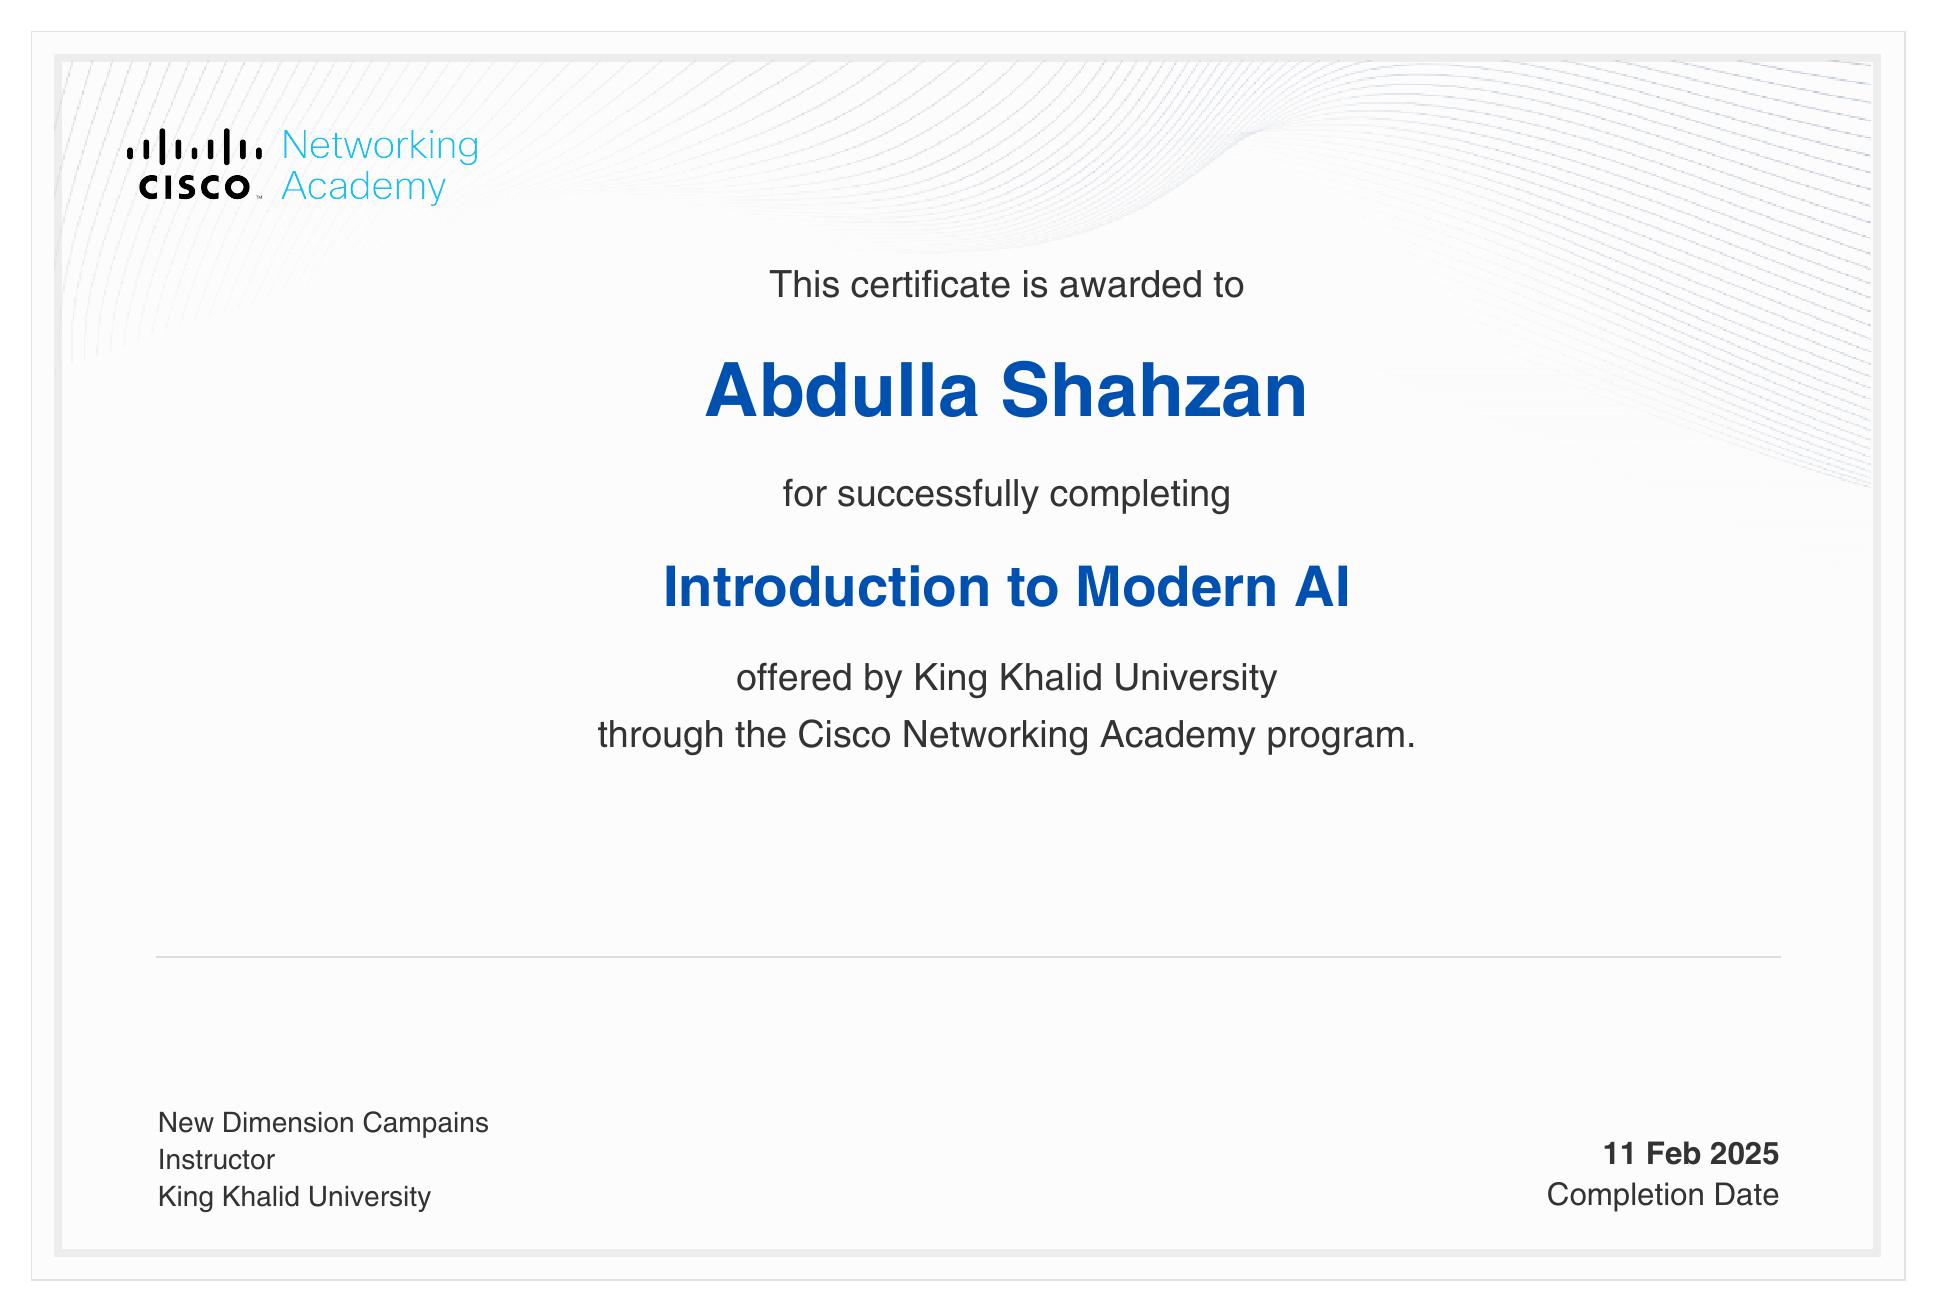 Networking
Academy
CISCO™
This certificate is awarded to
Abdulla Shahzan
for successfully completing
Introduction to Modern AI
offered by King Khalid University
through the Cisco Networking Academy program.
New Dimension Campains
Instructor
King Khalid University
11 Feb 2025
Completion Date